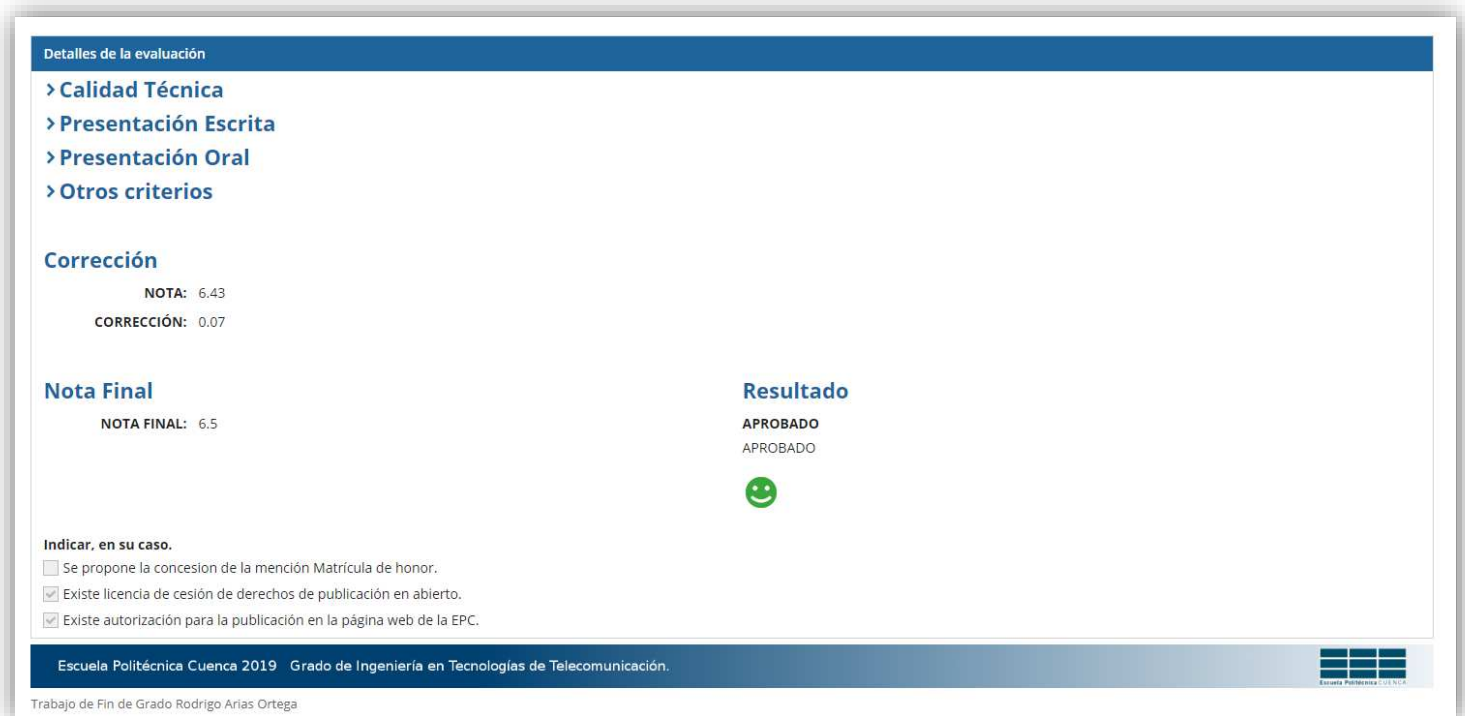 Detalles de la evaluación
Calidad Técnica
Presentación Escrita
Presentación Oral
Otros criterios
Corrección
NOTA: 6.43
CORRECCIÓN: 0.07
Nota Final
NOTA FINAL: 6.5
Resultado
APROBADO
APROBADO
Indicar, en su caso.
Se propone la concesion de la mención Matrícula de honor.
Existe licencia de cesión de derechos de publicación en abierto.
Existe autorización para la publicación en la página web de la EPC.
Escuela Politécnica Cuenca 2019 Grado de Ingeniería en Tecnologías de Telecomunicación.
Escuela Politécnica CUENCA
Trabajo de Fin de Grado Rodrigo Arias Ortega